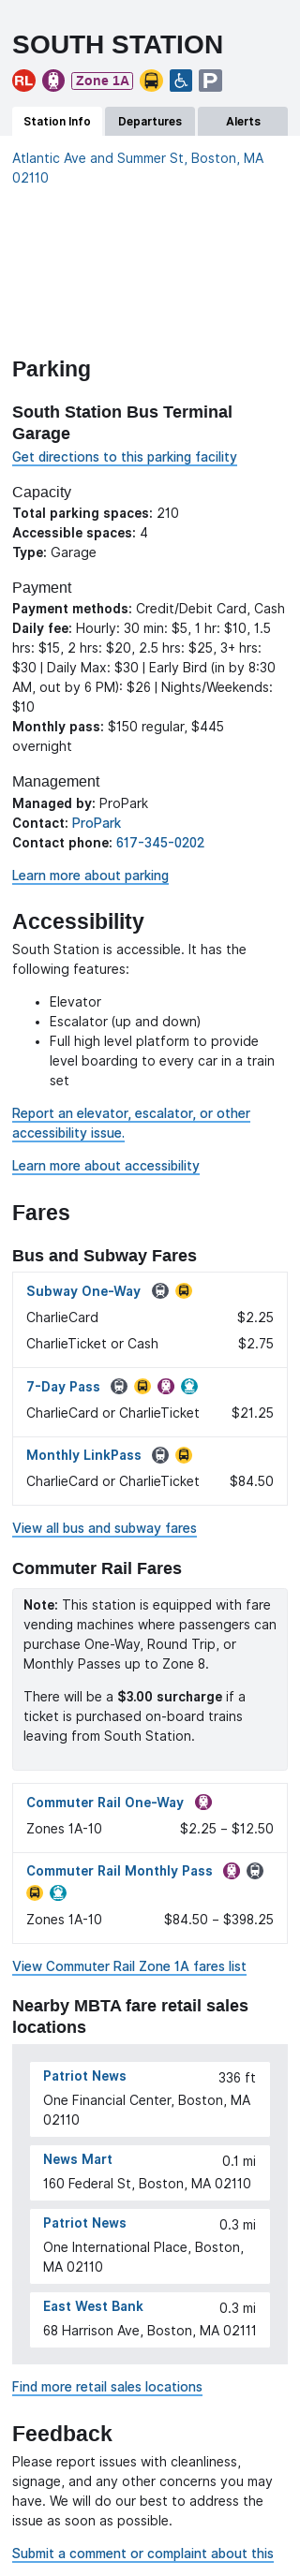 SOUTH STATION
RL Zone 1A P
Station Info Departures Alerts
Atlantic Ave and Summer St, Boston, MA
02110
Parking
South Station Bus Terminal
Garage
Get directions to this parking facility
Capacity
Total parking spaces: 210
Accessible spaces: 4
Type: Garage
Payment
Payment methods: Credit/Debit Card, Cash
Daily fee: Hourly: 30 min: $5, 1 hr: $10, 1.5
hrs: $15, 2 hrs: $20, 2.5 hrs: $25, 3+ hrs:
$30 | Daily Max: $30 | Early Bird (in by 8:30
AM, out by 6 PM): $26 | Nights/Weekends:
$10
Monthly pass: $150 regular, $445
overnight
Management
Managed by: ProPark
Contact: ProPark
Contact phone: 617-345-0202
Learn more about parking
Accessibility
South Station is accessible. It has the
following features:
• Elevator
• Escalator (up and down)
• Full high level platform to provide
level boarding to every car in a train
set
Report an elevator, escalator, or other
accessibility issue.
Learn more about accessibility
Fares
Bus and Subway Fares
Subway One-Way
CharlieCard $2.25
CharlieTicket or Cash $2.75
7-Day Pass
CharlieCard or CharlieTicket $21.25
Monthly LinkPass
CharlieCard or CharlieTicket $84.50
View all bus and subway fares
Commuter Rail Fares
Note: This station is equipped with fare
vending machines where passengers can
purchase One-Way, Round Trip, or
Monthly Passes up to Zone 8.
There will be a $3.00 surcharge if a
ticket is purchased on-board trains
leaving from South Station.
Commuter Rail One-Way
Zones 1A-10 $2.25 – $12.50
Commuter Rail Monthly Pass
Zones 1A-10 $84.50 – $398.25
View Commuter Rail Zone 1A fares list
Nearby MBTA fare retail sales
locations
Patriot News 336 ft
One Financial Center, Boston, MA
02110
News Mart 0.1 mi
160 Federal St, Boston, MA 02110
Patriot News 0.3 mi
One International Place, Boston,
MA 02110
East West Bank 0.3 mi
68 Harrison Ave, Boston, MA 02111
Find more retail sales locations
Feedback
Please report issues with cleanliness,
signage, and any other concerns you may
have. We will do our best to address the
issue as soon as possible.
Submit a comment or complaint about this